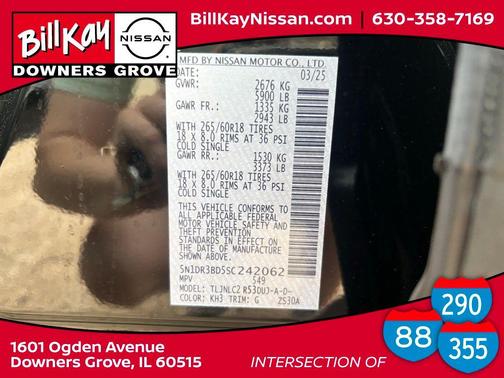 Bill Kay
NISSAN
DOWNERS GROVE
BillKayNissan.com | 630-358-7169
MFD BY NISSAN MOTOR CO., LTD.
DATE: 03/25
GVWR: 2676 KG
5900 LB
GAWR FR.: 1335 KG
2943 LB
WITH 265/60R18 TIRES
18 X 8.0 RIMS AT 36 PSI
COLD SINGLE
GAWR RR.: 1530 KG
3373 LB
WITH 265/60R18 TIRES
18 X 8.0 RIMS AT 36 PSI
COLD SINGLE
THIS VEHICLE CONFORMS TO
ALL APPLICABLE FEDERAL
MOTOR VEHICLE SAFETY AND
THEFT PREVENTION
STANDARDS IN EFFECT ON THE
DATE OF MANUFACTURE
SHOWN ABOVE.
5N1DR3BD5SC242062
MPV 549
MODEL: TLJNLC2 R53DUJ-A-D-
COLOR: KH3 TRIM: G ZS3DA
290
88
355
1601 Ogden Avenue
Downers Grove, IL 60515
INTERSECTION OF